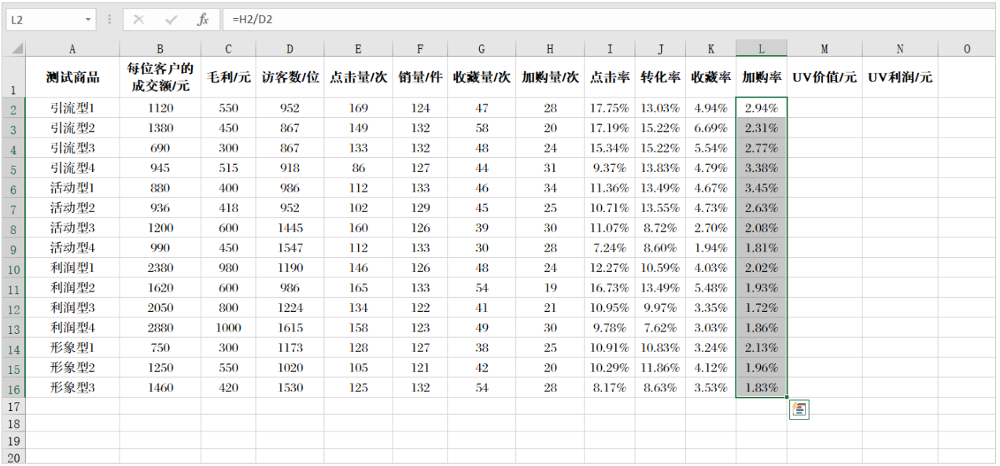 L2 fx =H2/D2
A B C D E F G H I J K L M N O
1 测试商品 每位客户的 毛利/元 访客数/位 点击量/次 销量/件 收藏量/次 加购量/次 点击率 转化率 收藏率 加购率 UV价值/元 UV利润/元
成交额/元
2 引流型1 1120 550 952 169 124 47 28 17.75% 13.03% 4.94% 2.94%
3 引流型2 1380 450 867 149 132 58 20 17.19% 15.22% 6.69% 2.31%
4 引流型3 690 300 867 133 132 48 24 15.34% 15.22% 5.54% 2.77%
5 引流型4 945 515 918 86 127 44 31 9.37% 13.83% 4.79% 3.38%
6 活动型1 880 400 986 112 133 46 34 11.36% 13.49% 4.67% 3.45%
7 活动型2 936 418 952 102 129 45 25 10.71% 13.55% 4.73% 2.63%
8 活动型3 1200 600 1445 160 126 39 30 11.07% 8.72% 2.70% 2.08%
9 活动型4 990 450 1547 112 133 30 28 7.24% 8.60% 1.94% 1.81%
10 利润型1 2380 980 1190 146 126 48 24 12.27% 10.59% 4.03% 2.02%
11 利润型2 1620 600 986 165 133 54 19 16.73% 13.49% 5.48% 1.93%
12 利润型3 2050 800 1224 134 122 41 21 10.95% 9.97% 3.35% 1.72%
13 利润型4 2880 1000 1615 158 123 49 30 9.78% 7.62% 3.03% 1.86%
14 形象型1 750 300 1173 128 127 38 25 10.91% 10.83% 3.24% 2.13%
15 形象型2 1250 550 1020 105 121 42 20 10.29% 11.86% 4.12% 1.96%
16 形象型3 1460 420 1530 125 132 54 28 8.17% 8.63% 3.53% 1.83%
17
18
19
20